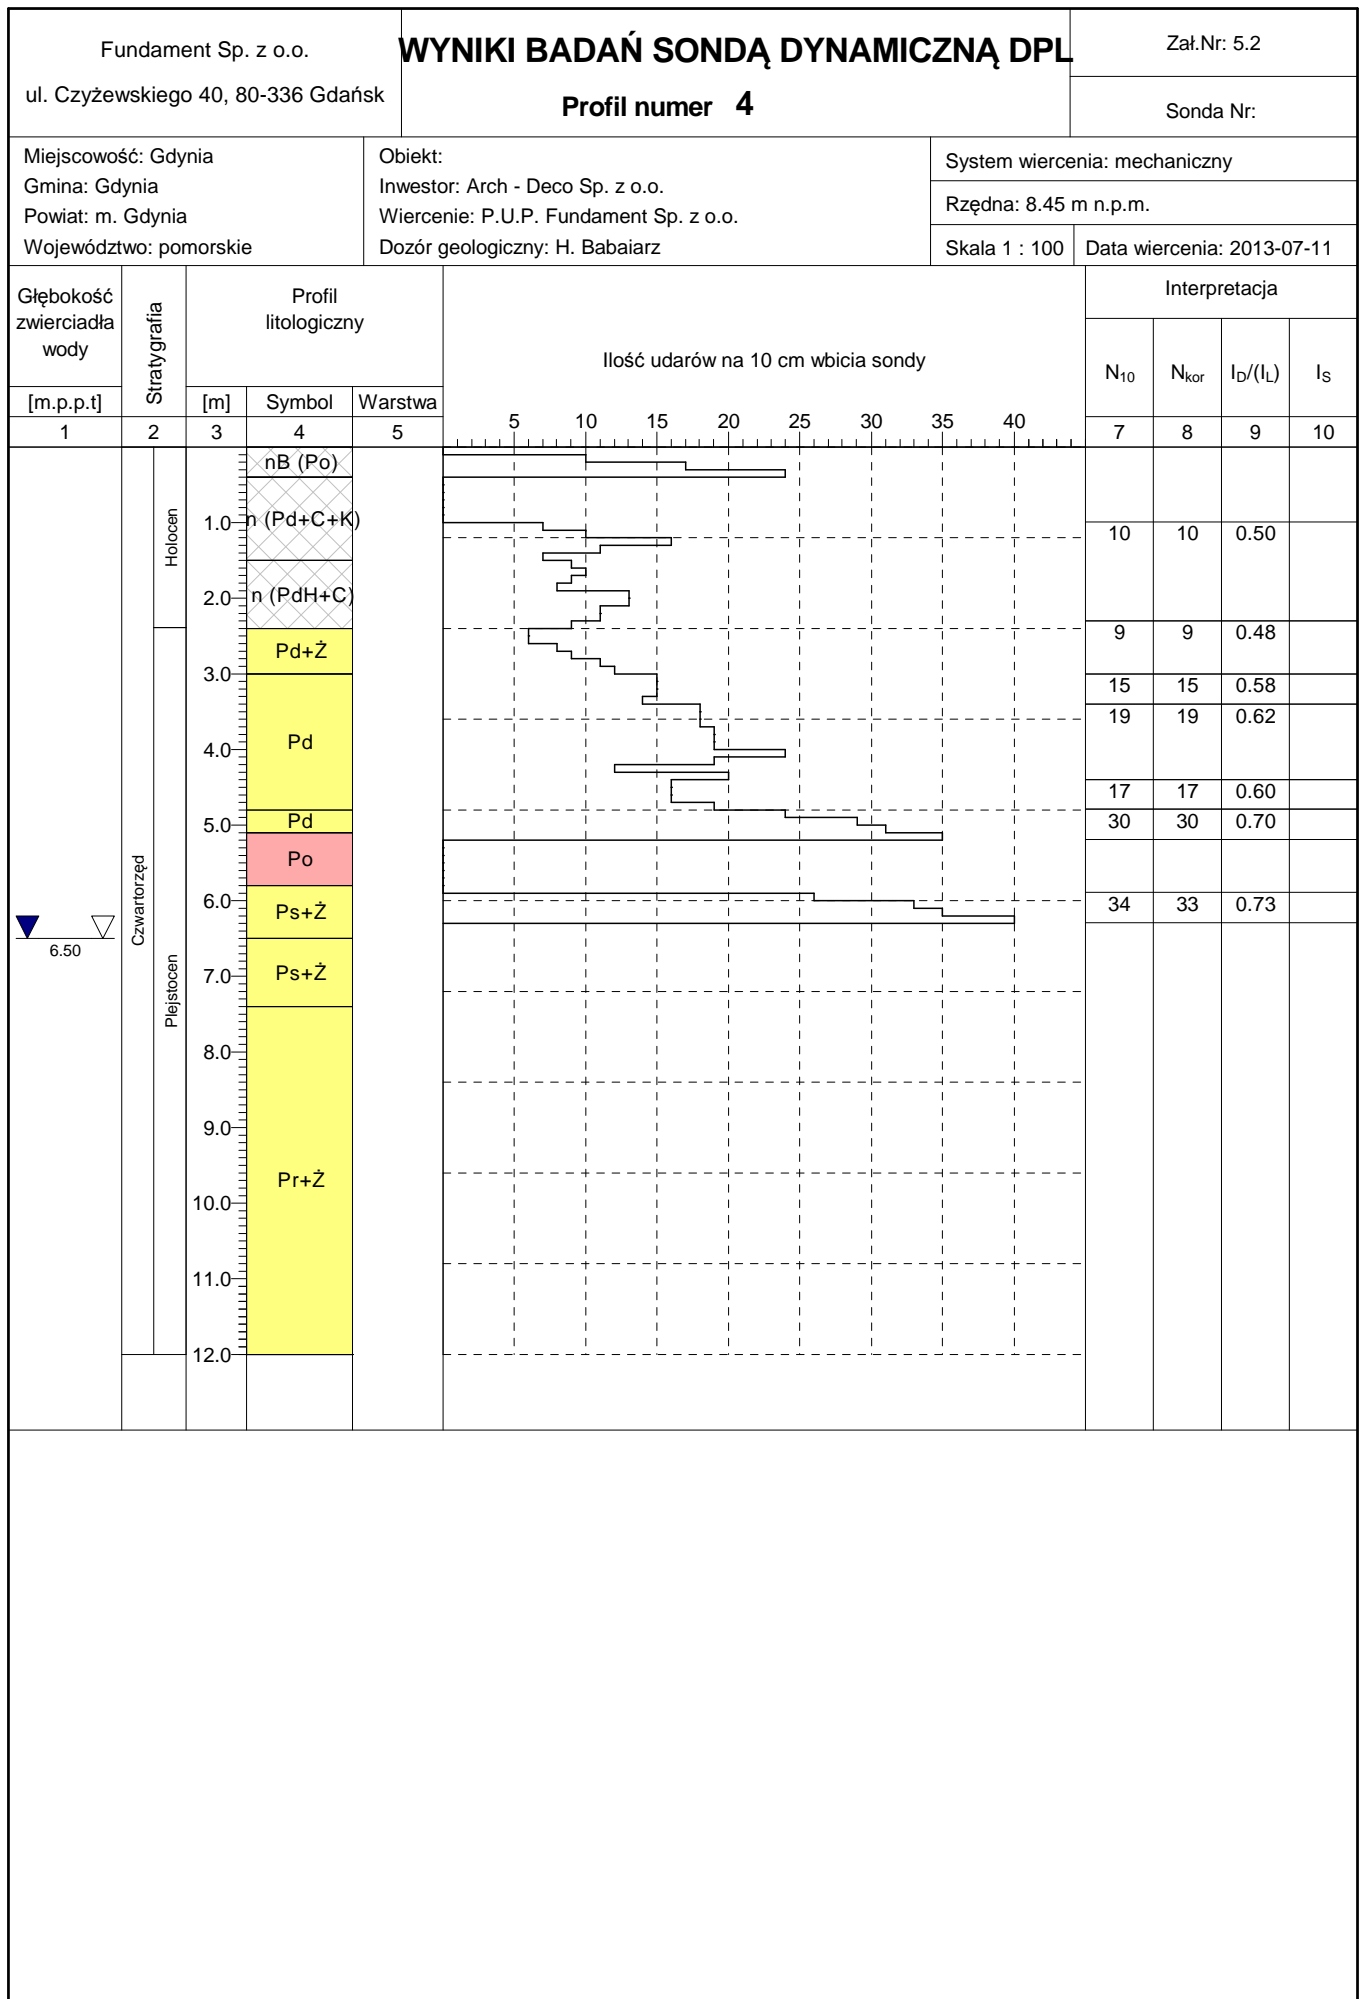 Fundament Sp. z o.o.
ul. Czyżewskiego 40, 80-336 Gdańsk
WYNIKI BADAŃ SONDĄ DYNAMICZNĄ DPL
Profil numer 4
Zał.Nr: 5.2
Sonda Nr:
Miejscowość: Gdynia
Gmina: Gdynia
Powiat: m. Gdynia
Województwo: pomorskie
Obiekt:
Inwestor: Arch - Deco Sp. z o.o.
Wiercenie: P.U.P. Fundament Sp. z o.o.
Dozór geologiczny: H. Babaiarz
System wiercenia: mechaniczny
Rzędna: 8.45 m n.p.m.
Skala 1 : 100
Data wiercenia: 2013-07-11
Głębokość
zwierciadła
wody
[m.p.p.t]
Stratygrafia
Profil
litologiczny
[m] Symbol Warstwa
Ilość udarów na 10 cm wbicia sondy
5 10 15 20 25 30 35 40
Interpretacja
N10 Nkor ID/(IL) IS
1 2 3 4 5 7 8 9 10
nB (Po)
1.0 n (Pd+C+K)
10 10 0.50
Holocen
2.0 n (PdH+C)
9 9 0.48
Pd+Ż
3.0
15 15 0.58
19 19 0.62
4.0 Pd
17 17 0.60
5.0 Pd
30 30 0.70
Po
Czwartorzęd
6.0 Ps+Ż
34 33 0.73
6.50
7.0 Ps+Ż
Plejstocen
8.0
9.0
Pr+Ż
10.0
11.0
12.0